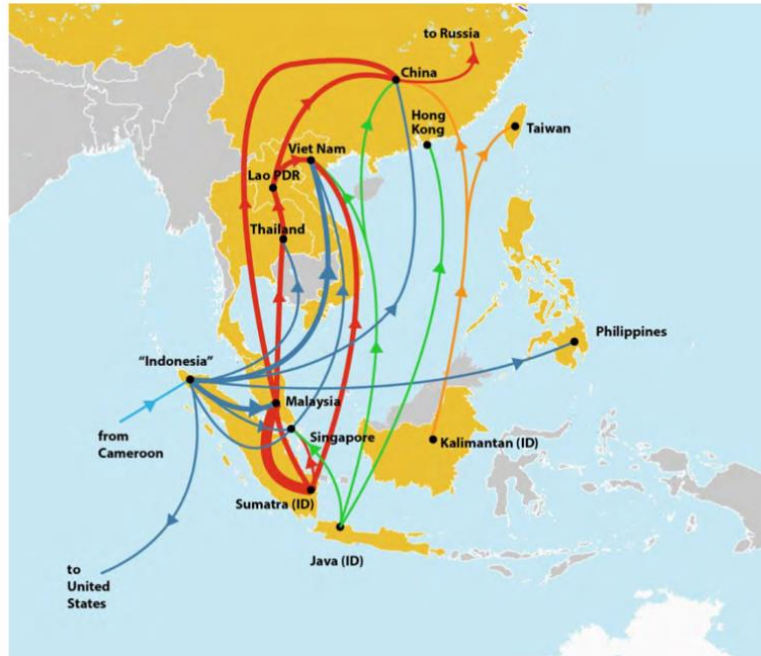 to Russia
China
Hong
Kong
Taiwan
Viet Nam
Lao PDR
Thailand
Philippines
"Indonesia"
Malaysia
from
Cameroon
Singapore
Kalimantan (ID)
Sumatra (ID)
Java (ID)
to
United
States